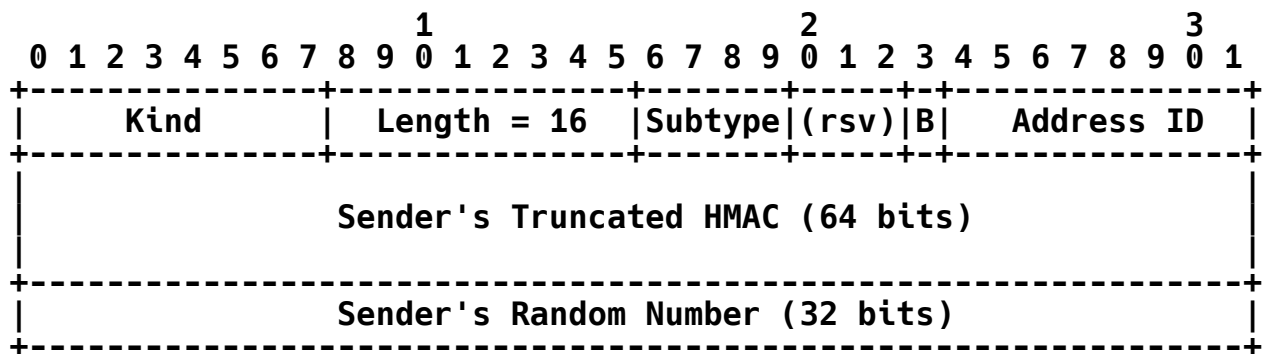 1                   2                   3
 0 1 2 3 4 5 6 7 8 9 0 1 2 3 4 5 6 7 8 9 0 1 2 3 4 5 6 7 8 9 0 1
+---------------+---------------+-------+-----+-+---------------+
|     Kind      |  Length = 16  |Subtype|(rsv)|B|   Address ID  |
+---------------+---------------+-------+-----+-+---------------+
|                                                               |
|                Sender's Truncated HMAC (64 bits)              |
|                                                               |
+---------------------------------------------------------------+
|                Sender's Random Number (32 bits)               |
+---------------------------------------------------------------+